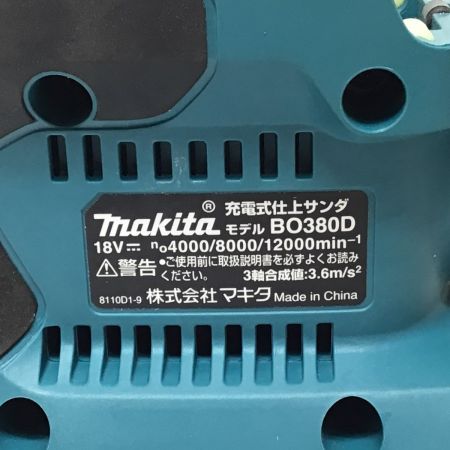 makita® 充電式仕上サンダ
モデル BO380D
18V⎓ n₀4000/8000/12000min⁻¹
⚠警告 •ご使用前に取扱説明書を必ずよくお読み
ください。 3軸合成値:3.6m/s²
8110D1-9 株式会社マキタ Made in China